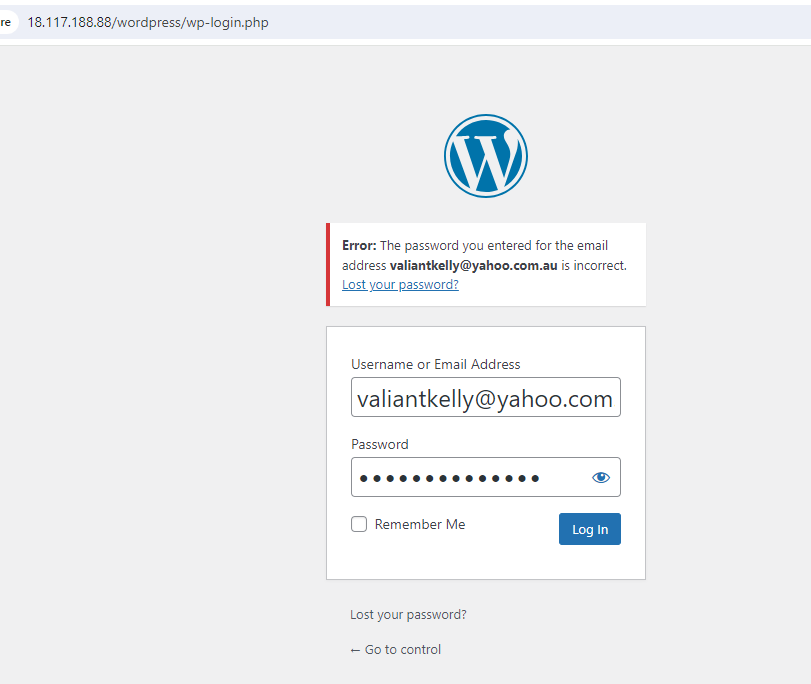 re 18.117.188.88/wordpress/wp-login.php
Error: The password you entered for the email
address valiantkelly@yahoo.com.au is incorrect.
Lost your password?
Username or Email Address
valiantkelly@yahoo.com
Password
Remember Me
Log In
Lost your password?
← Go to control